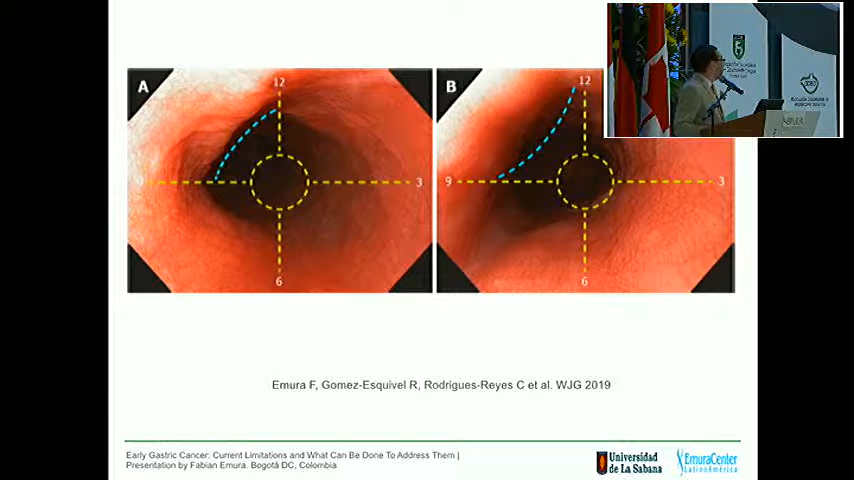 A
12
3
6
B
12
9
3
6
Emura F, Gomez-Esquivel R, Rodrigues-Reyes C et al. WJG 2019
Early Gastric Cancer: Current Limitations and What Can Be Done To Address Them |
Presentation by Fabian Emura. Bogotá DC, Colombia
Universidad
de La Sabana
EmuraCenter
LatinoAmérica